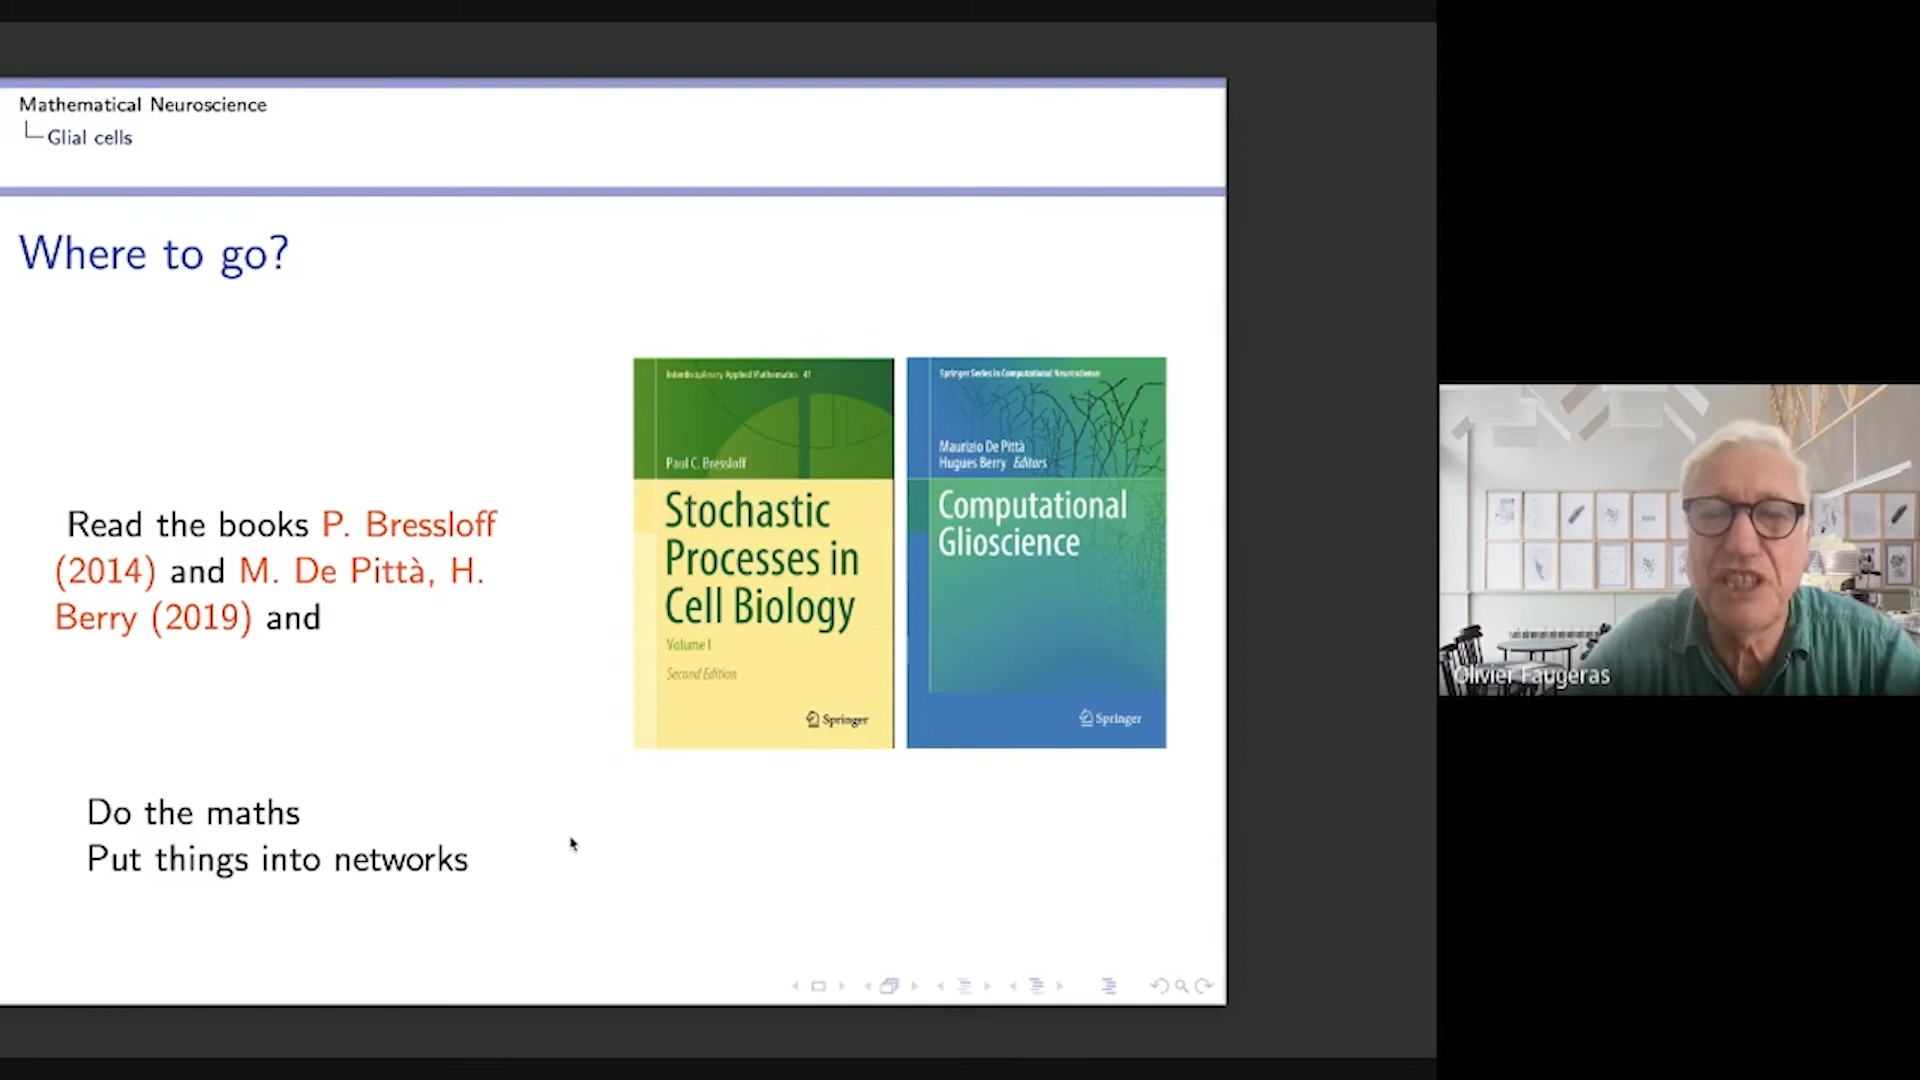 Mathematical Neuroscience
Glial cells
Where to go?
Read the books P. Bressloff
(2014) and M. De Pittà, H.
Berry (2019) and
Do the maths
Put things into networks
Interdisciplinary Applied Mathematics 41
Paul C. Bressloff
Stochastic
Processes in
Cell Biology
Volume I
Second Edition
Springer
Springer Series in Computational Neuroscience
Maurizio De Pittà
Hugues Berry Editors
Computational
Glioscience
Springer
Olivier Faugeras